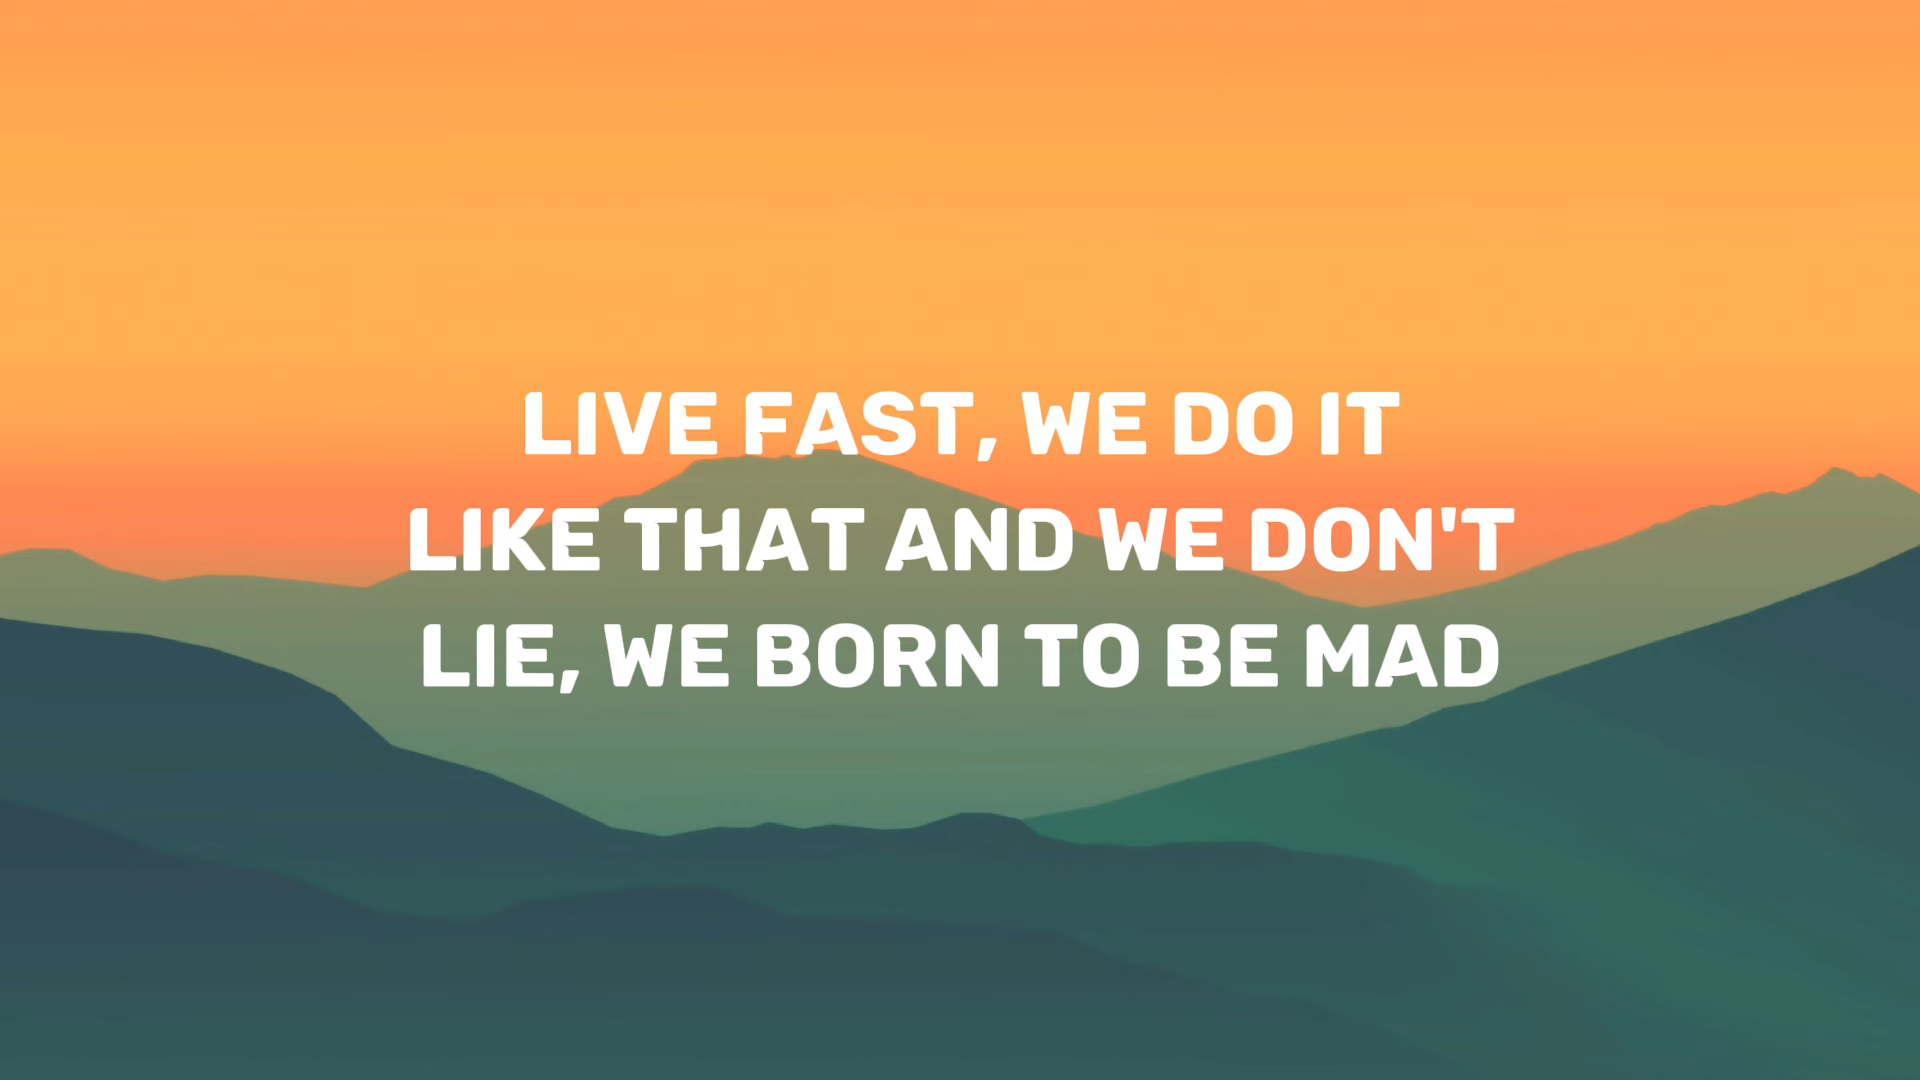 LIVE FAST, WE DO IT
LIKE THAT AND WE DON'T
LIE, WE BORN TO BE MAD